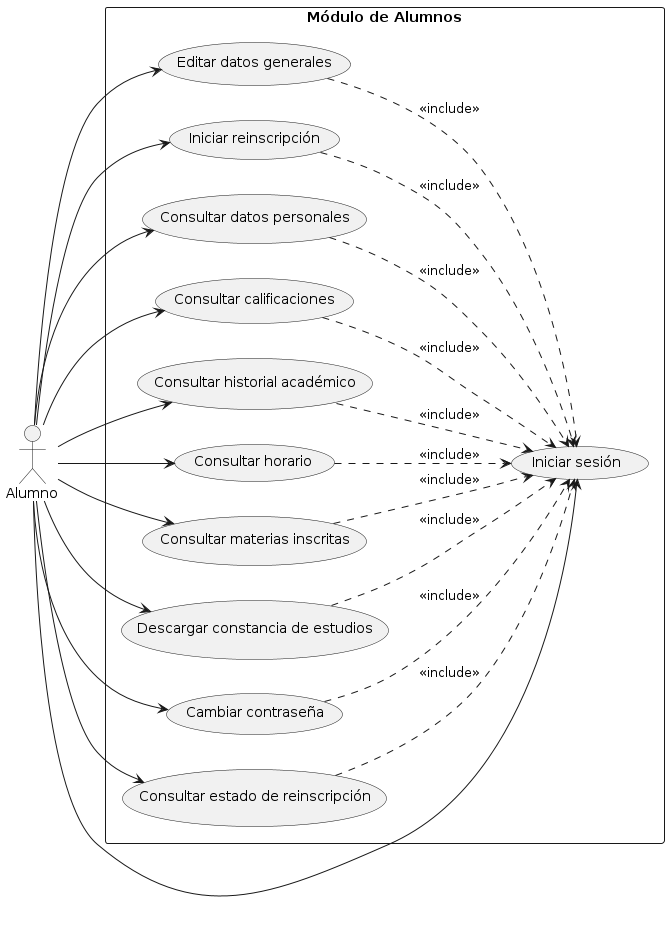 Módulo de Alumnos
Editar datos generales
«include»
Iniciar reinscripción
«include»
Consultar datos personales
«include»
Consultar calificaciones
«include»
Consultar historial académico
«include»
Consultar horario
«include»
Iniciar sesión
Alumno
«include»
Consultar materias inscritas
«include»
Descargar constancia de estudios
«include»
Cambiar contraseña
«include»
Consultar estado de reinscripción